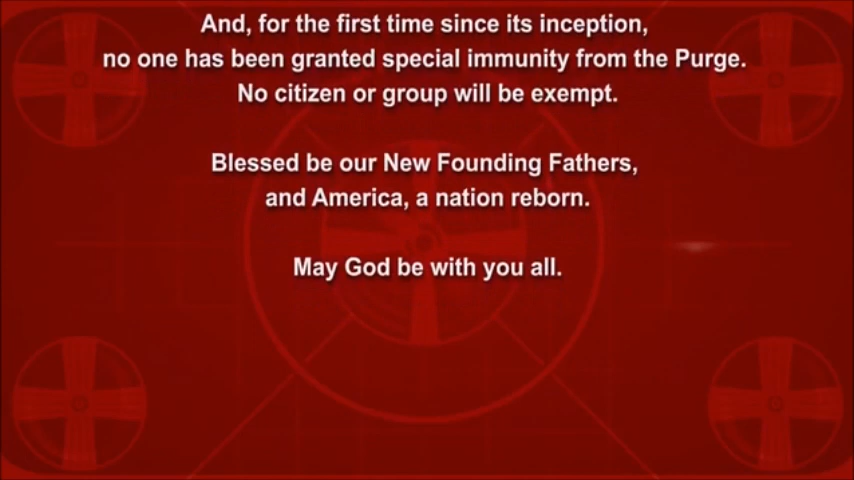 And, for the first time since its inception,
no one has been granted special immunity from the Purge.
No citizen or group will be exempt.
Blessed be our New Founding Fathers,
and America, a nation reborn.
May God be with you all.